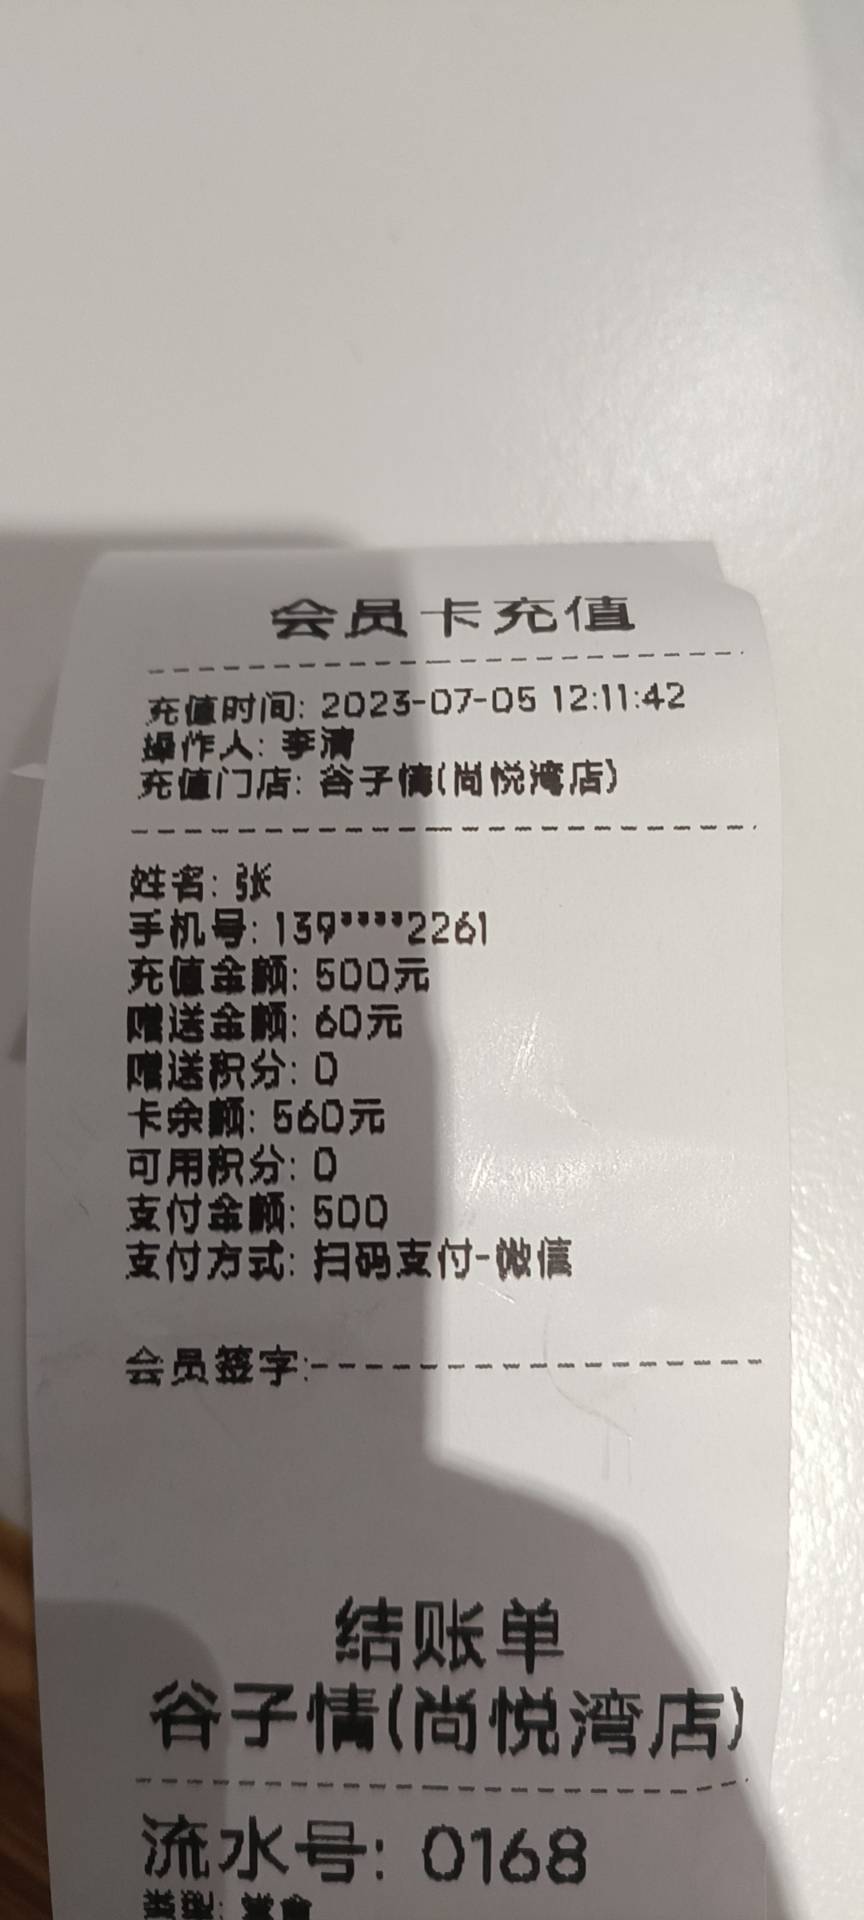 会员卡充值
充值时间: 2023-07-05 12:11:42
操作人: 李清
充值门店: 谷子情(尚悦湾店)
姓名: 张
手机号: 139****2261
充值金额: 500元
赠送金额: 60元
赠送积分: 0
卡余额: 560元
可用积分: 0
支付金额: 500
支付方式: 扫码支付-微信
会员签字:
结账单
谷子情(尚悦湾店)
流水号: 0168
类型: 堂食